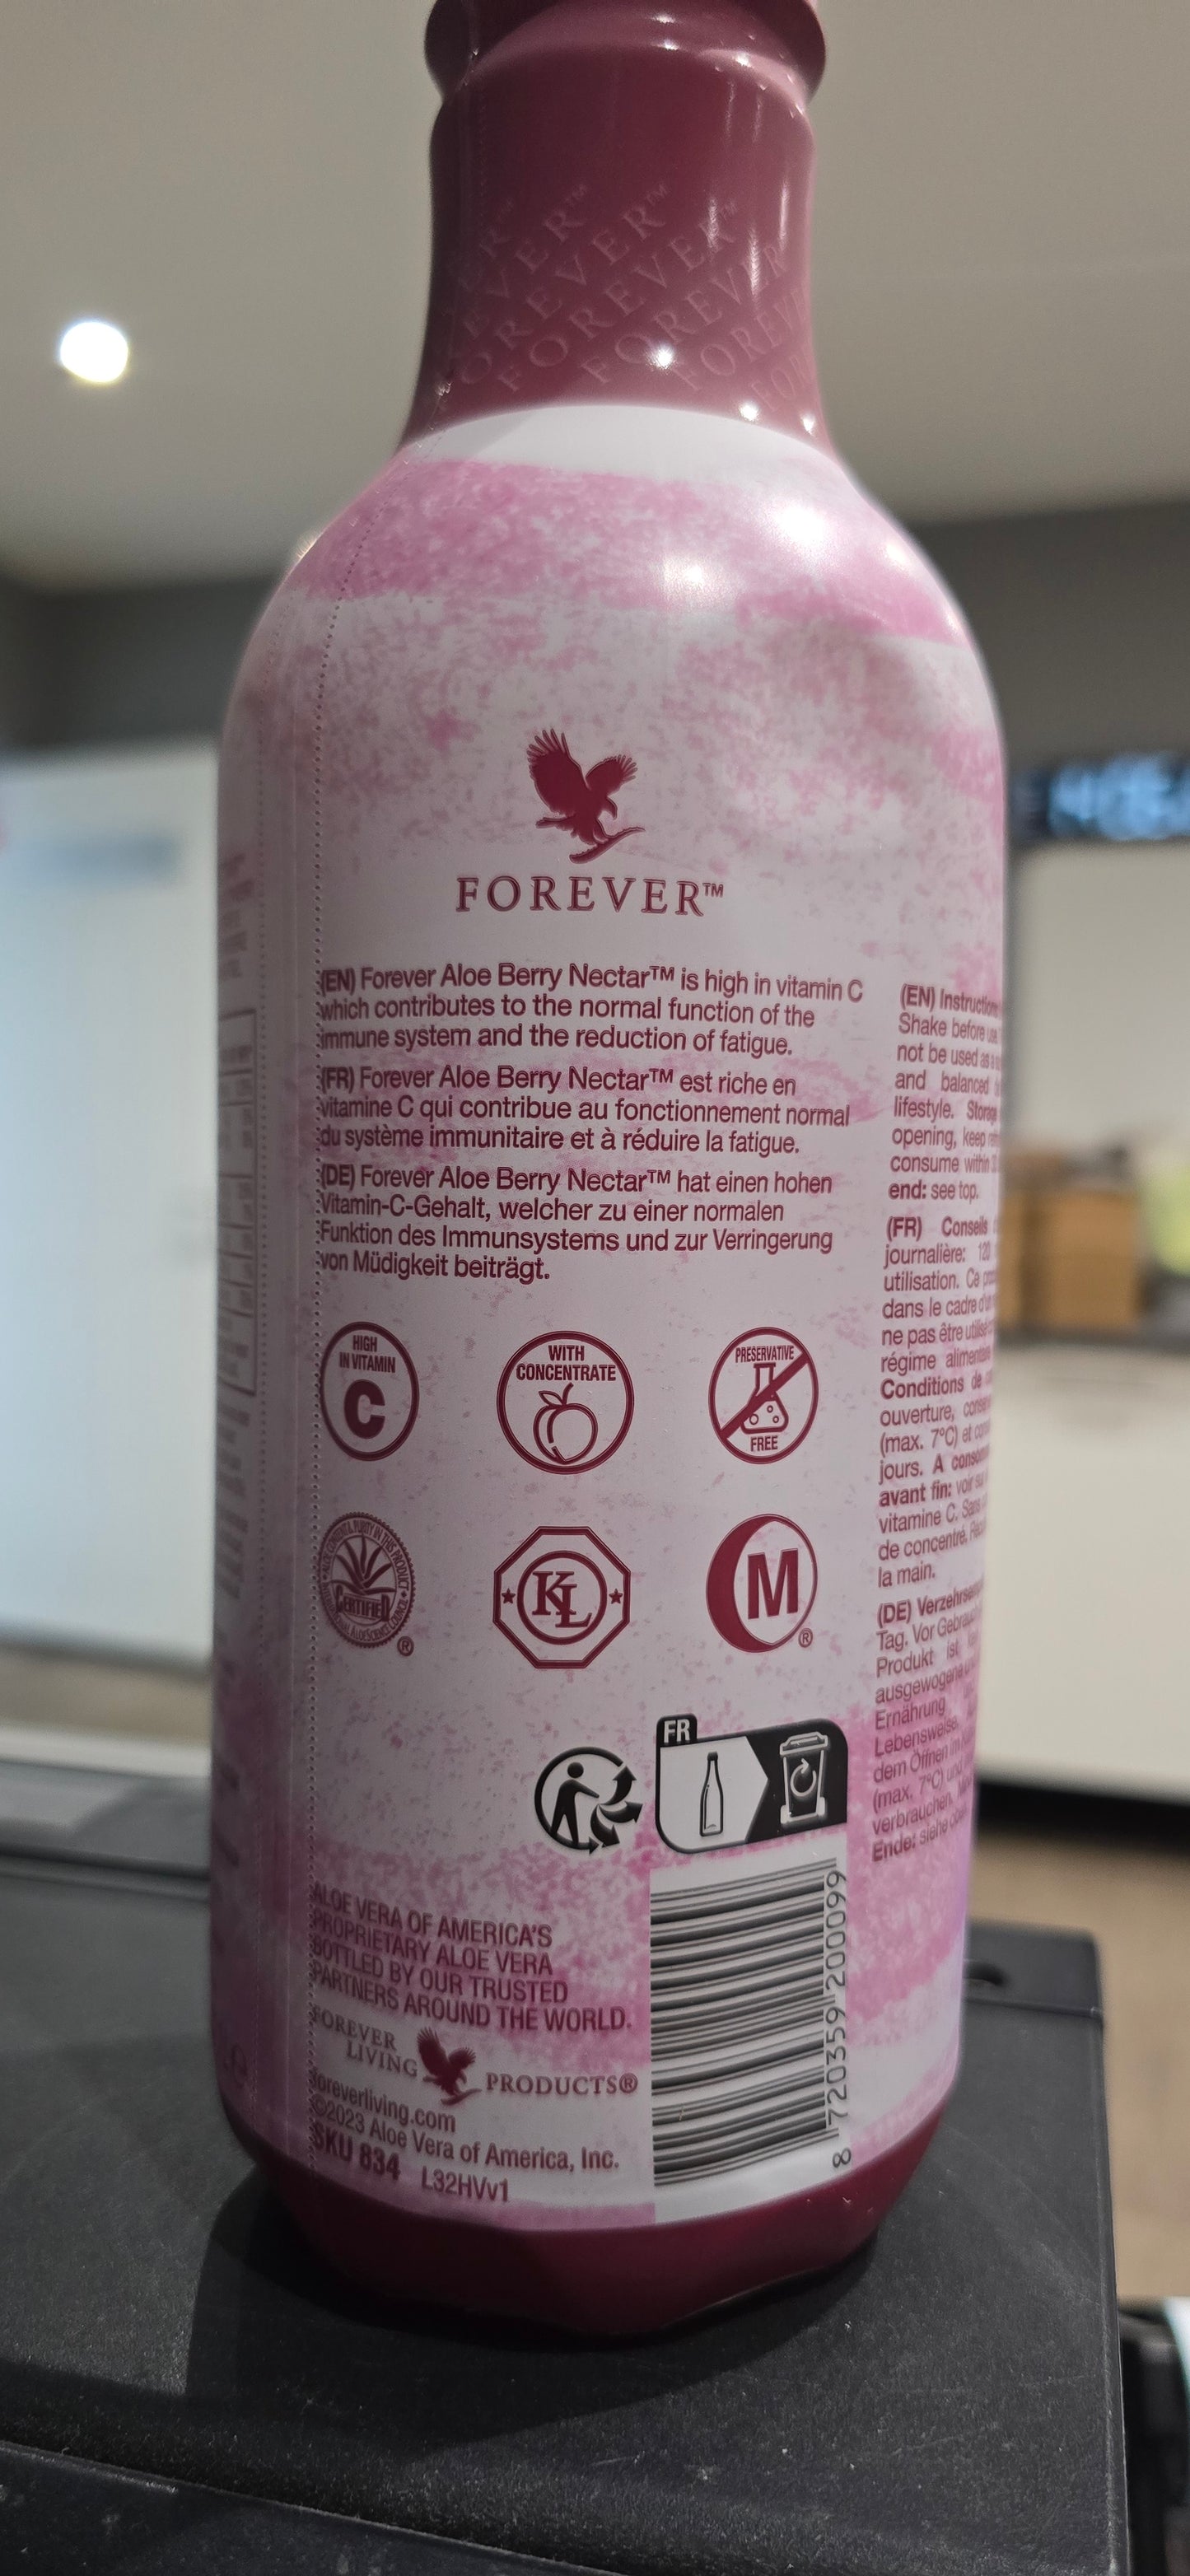 FOREVER™
FOREVER™
FOREVER™
FOREVER
FOREVER™
(EN) Forever Aloe Berry Nectar™ is high in vitamin C
which contributes to the normal function of the
immune system and the reduction of fatigue.
(FR) Forever Aloe Berry Nectar™ est riche en
vitamine C qui contribue au fonctionnement normal
du système immunitaire et à réduire la fatigue.
(DE) Forever Aloe Berry Nectar™ hat einen hohen
Vitamin-C-Gehalt, welcher zu einer normalen
Funktion des Immunsystems und zur Verringerung
von Müdigkeit beiträgt.
HIGH
IN VITAMIN
C
WITH
CONCENTRATE
PRESERVATIVE
FREE
CERTIFIED
®
KL
M
®
FR
ALOE VERA OF AMERICA'S
PROPRIETARY ALOE VERA
BOTTLED BY OUR TRUSTED
PARTNERS AROUND THE WORLD.
FOREVER
LIVING
PRODUCTS®
foreverliving.com
©2023 Aloe Vera of America, Inc.
SKU 834 L32HVv1
8 720359 200099
(EN)
Shake before
not be used as
and balanced
lifestyle.
opening, keep
consume within
end: see top.
(FR) Conseils
journalière: 120
utilisation. Ce
dans le cadre
ne pas être utilisé
régime
Conditions de
ouverture,
(max. 7°C) et
jours. A
avant fin: voir
vitamine C. Sans
de concentré.
la main.
(DE)
Tag. Vor
Produkt ist
ausgewogene
Ernährung
Lebensweise.
dem Öffnen im
(max. 7°C) und
verbrauchen.
Ende: siehe